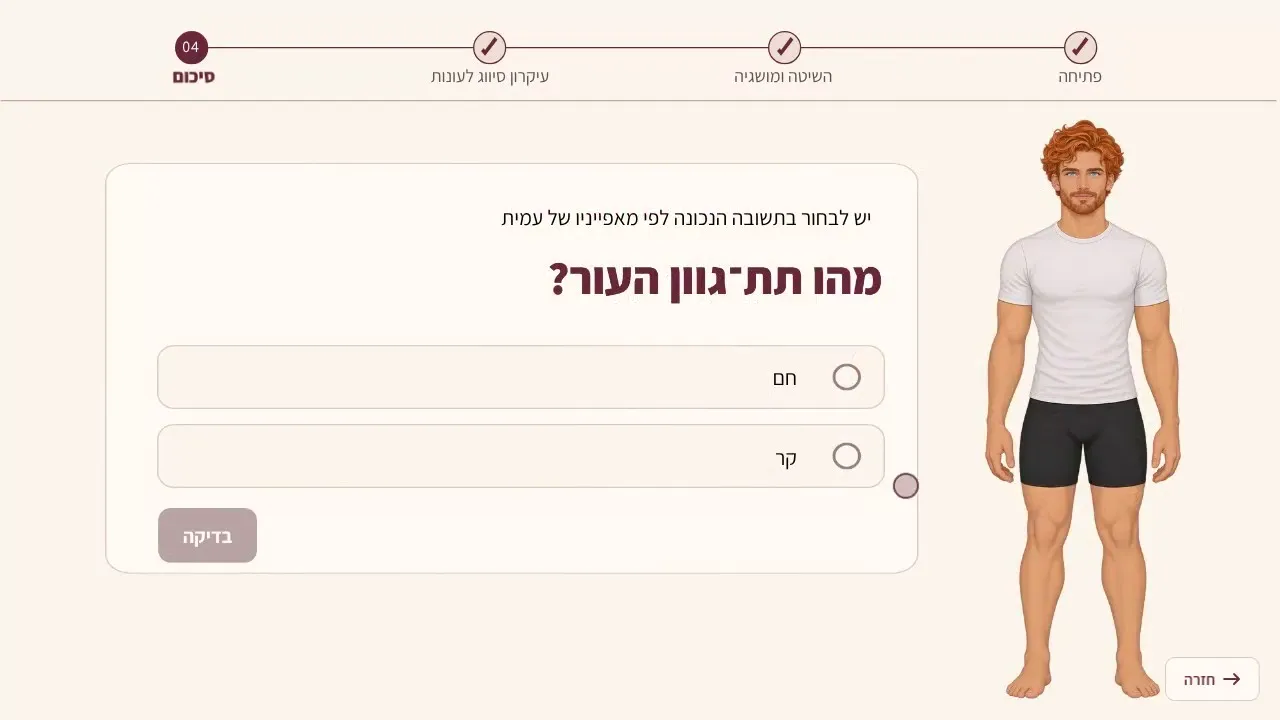 פתיחה
השיטה ומושגיה
עיקרון סיווג לעונות
04
סיכום
יש לבחור בתשובה הנכונה לפי מאפייניו של עמית
מהו תת־גוון העור?
חם
קר
בדיקה
חזרה